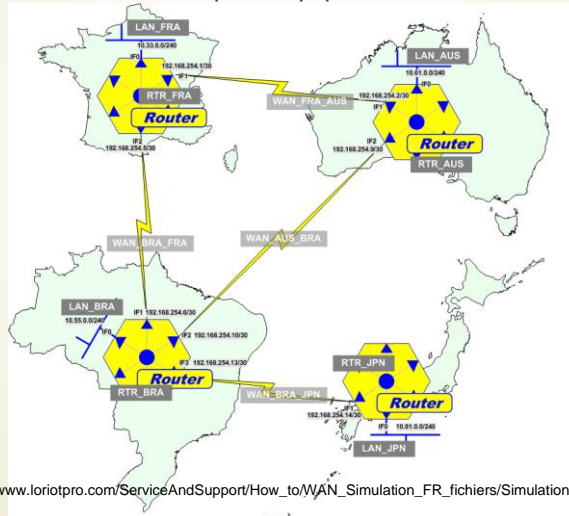 LAN_FRA
10.33.0.0/240
IF0
192.168.254.1/30
IF1
RTR_FRA
Router
IF2
192.168.254.5/30
WAN_FRA_AUS
LAN_AUS
10.61.0.0/240
IF0
192.168.254.2/30
IF1
Router
IF2
192.168.254.9/30
RTR_AUS
WAN_BRA_FRA
WAN_AUS_BRA
LAN_BRA
10.55.0.0/240
IF0
IF1 192.168.254.6/30
IF2 192.168.254.10/30
IF3 192.168.254.13/30
Router
RTR_BRA
WAN_BRA_JPN
RTR_JPN
IF1
192.168.254.14/30
Router
IF0
10.81.0.0/240
LAN_JPN
www.loriotpro.com/ServiceAndSupport/How_to/WAN_Simulation_FR_fichiers/Simulation